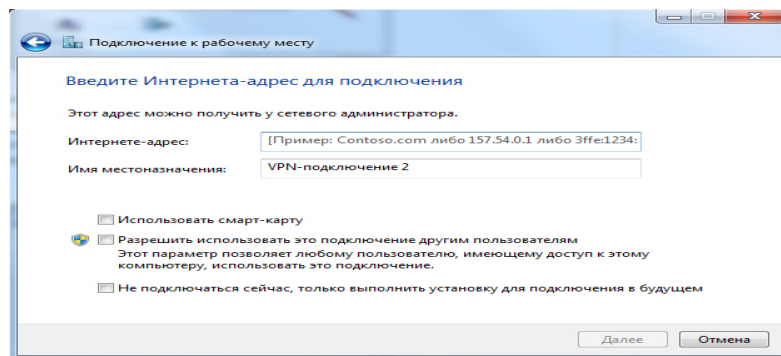 Подключение к рабочему месту
Введите Интернета-адрес для подключения
Этот адрес можно получить у сетевого администратора.
Интернете-адрес: [Пример: Contoso.com либо 157.54.0.1 либо 3ffe:1234:
Имя местоназначения: VPN-подключение 2
Использовать смарт-карту
Разрешить использовать это подключение другим пользователям
Этот параметр позволяет любому пользователю, имеющему доступ к этому
компьютеру, использовать это подключение.
Не подключаться сейчас, только выполнить установку для подключения в будущем
Далее Отмена